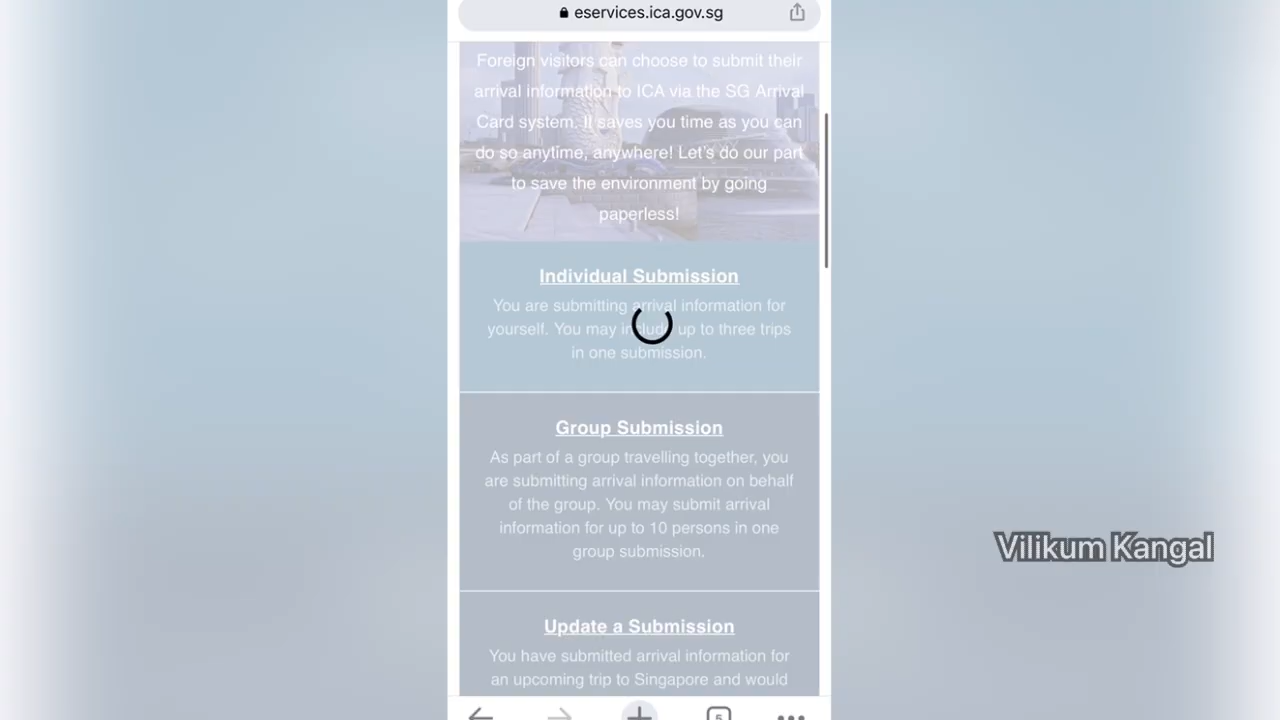 eservices.ica.gov.sg
Foreign visitors can choose to submit their
arrival information to ICA via the SG Arrival
Card system. It saves you time as you can
do so anytime, anywhere! Let's do our part
to save the environment by going
paperless!
Individual Submission
You are submitting arrival information for
yourself. You may include up to three trips
in one submission.
Group Submission
As part of a group travelling together, you
are submitting arrival information on behalf
of the group. You may submit arrival
information for up to 10 persons in one
group submission.
Vilikum Kangal
Update a Submission
You have submitted arrival information for
an upcoming trip to Singapore and would
5